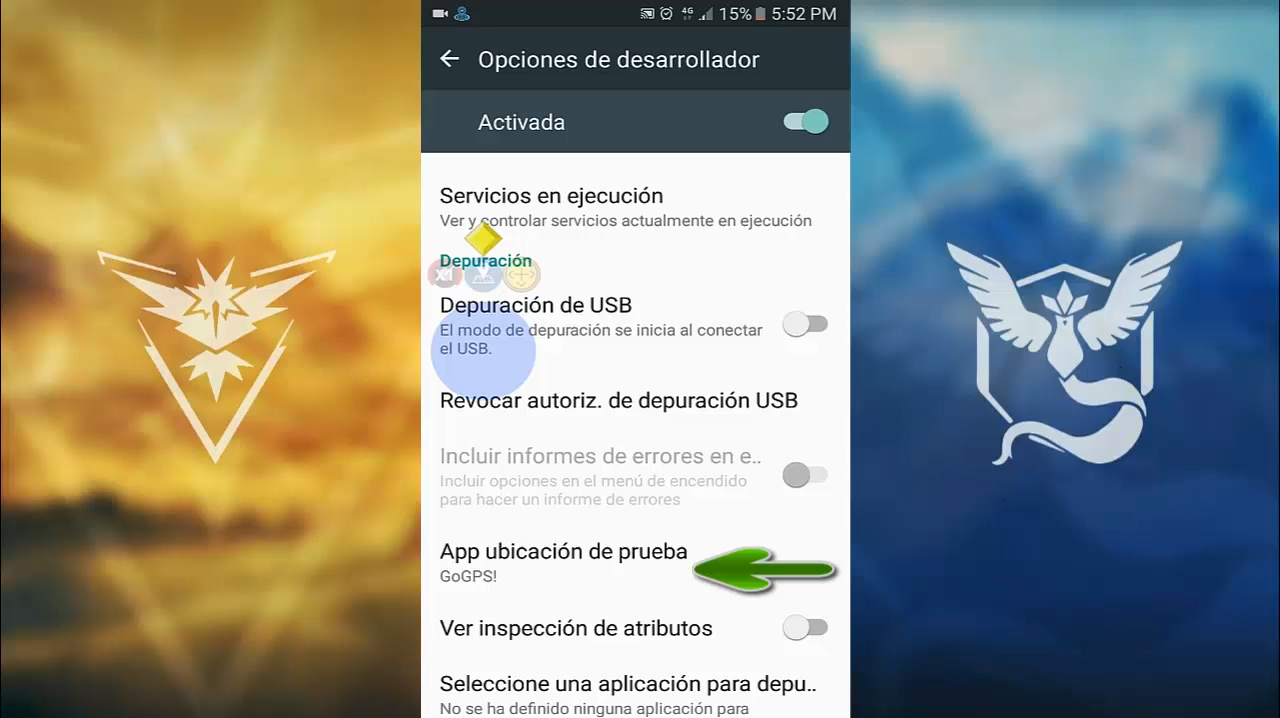 4G 15% 5:52 PM
Opciones de desarrollador
Activada
Servicios en ejecución
Ver y controlar servicios actualmente en ejecución
Depuración
X1
Depuración de USB
El modo de depuración se inicia al conectar
el USB.
Revocar autoriz. de depuración USB
Incluir informes de errores en e..
Incluir opciones en el menú de encendido
para hacer un informe de errores
App ubicación de prueba
GoGPS!
Ver inspección de atributos
Seleccione una aplicación para depu..
No se ha definido ninguna aplicación para